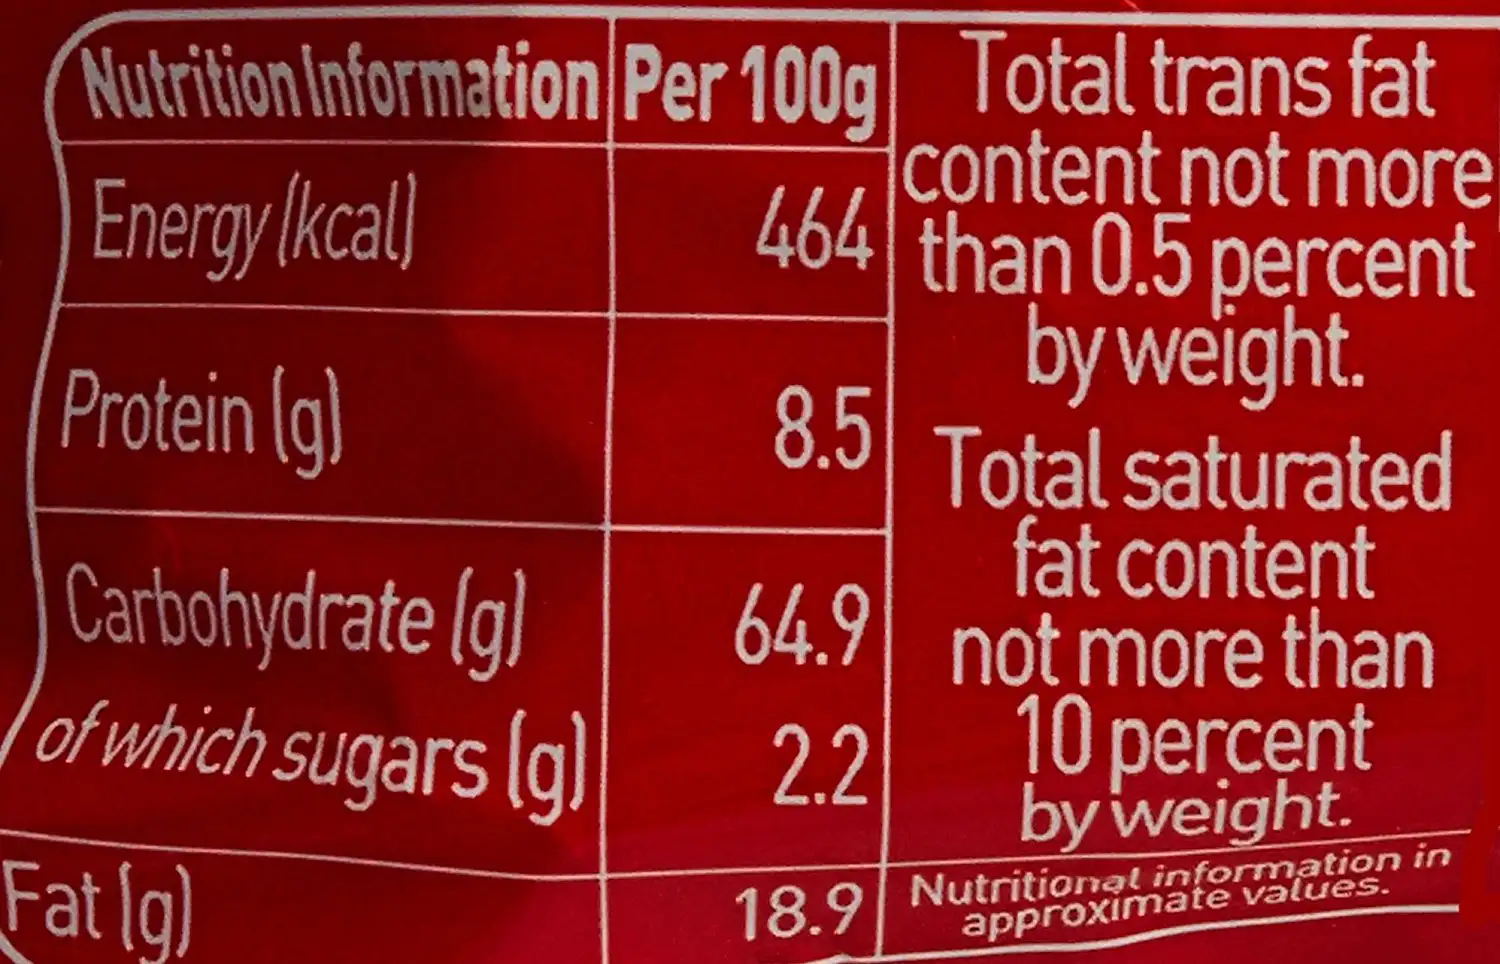 Nutrition Information Per 100g
Energy (kcal) 464
Protein (g) 8.5
Carbohydrate (g) 64.9
of which sugars (g) 2.2
Fat (g) 18.9
Total trans fat
content not more
than 0.5 percent
by weight.
Total saturated
fat content
not more than
10 percent
by weight.
Nutritional information in
approximate values.